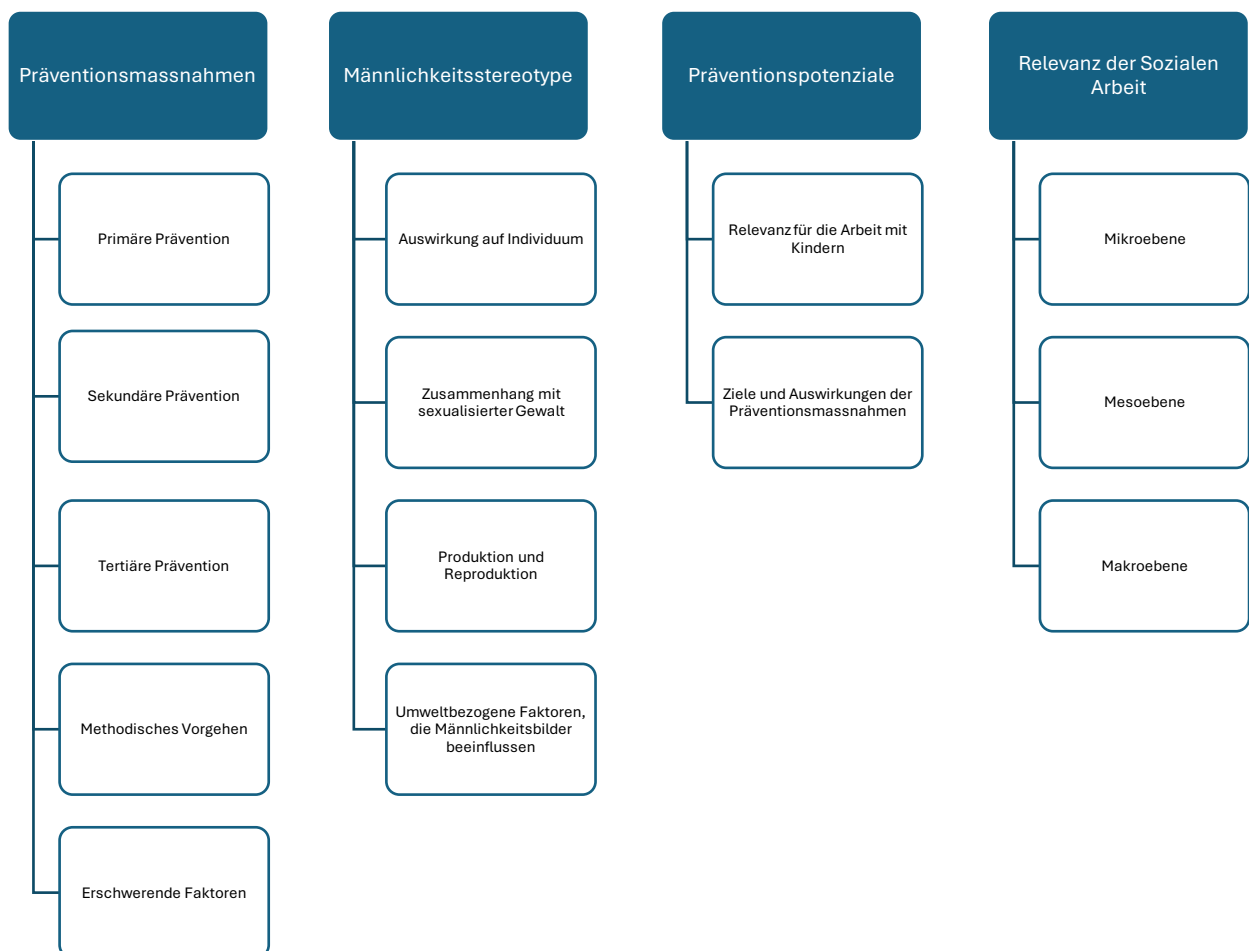 Präventionsmassnahmen
Primäre Prävention
Sekundäre Prävention
Tertiäre Prävention
Methodisches Vorgehen
Erschwerende Faktoren
Männlichkeitsstereotype
Auswirkung auf Individuum
Zusammenhang mit
sexualisierter Gewalt
Produktion und
Reproduktion
Umweltbezogene Faktoren,
die Männlichkeitsbilder
beeinflussen
Präventionspotenziale
Relevanz für die Arbeit mit
Kindern
Ziele und Auswirkungen der
Präventionsmassnahmen
Relevanz der Sozialen
Arbeit
Mikroebene
Mesoebene
Makroebene